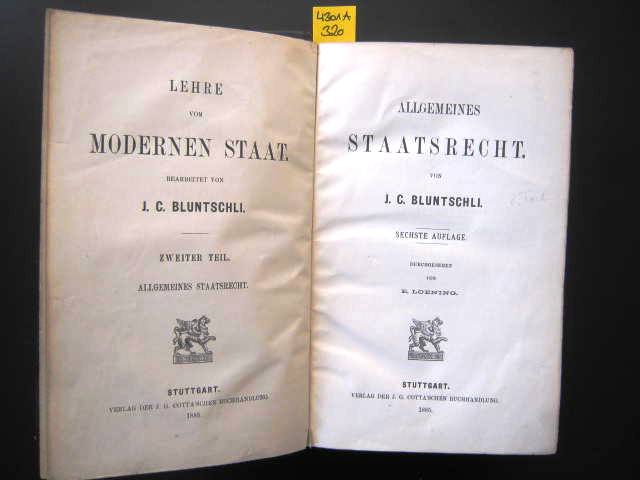 4301A
320
LEHRE
VOM
MODERNEN STAAT.
BEARBEITET VON
J. C. BLUNTSCHLI.
ZWEITER TEIL.
ALLGEMEINES STAATSRECHT.
STUTTGART.
VERLAG DER J. G. COTTA'SCHEN BUCHHANDLUNG.
1885.
ALLGEMEINES
STAATSRECHT.
VON
J. C. BLUNTSCHLI.
SECHSTE AUFLAGE.
DURCHGESEHEN
VON
E. LOENING.
STUTTGART.
VERLAG DER J. G. COTTA'SCHEN BUCHHANDLUNG.
1885.